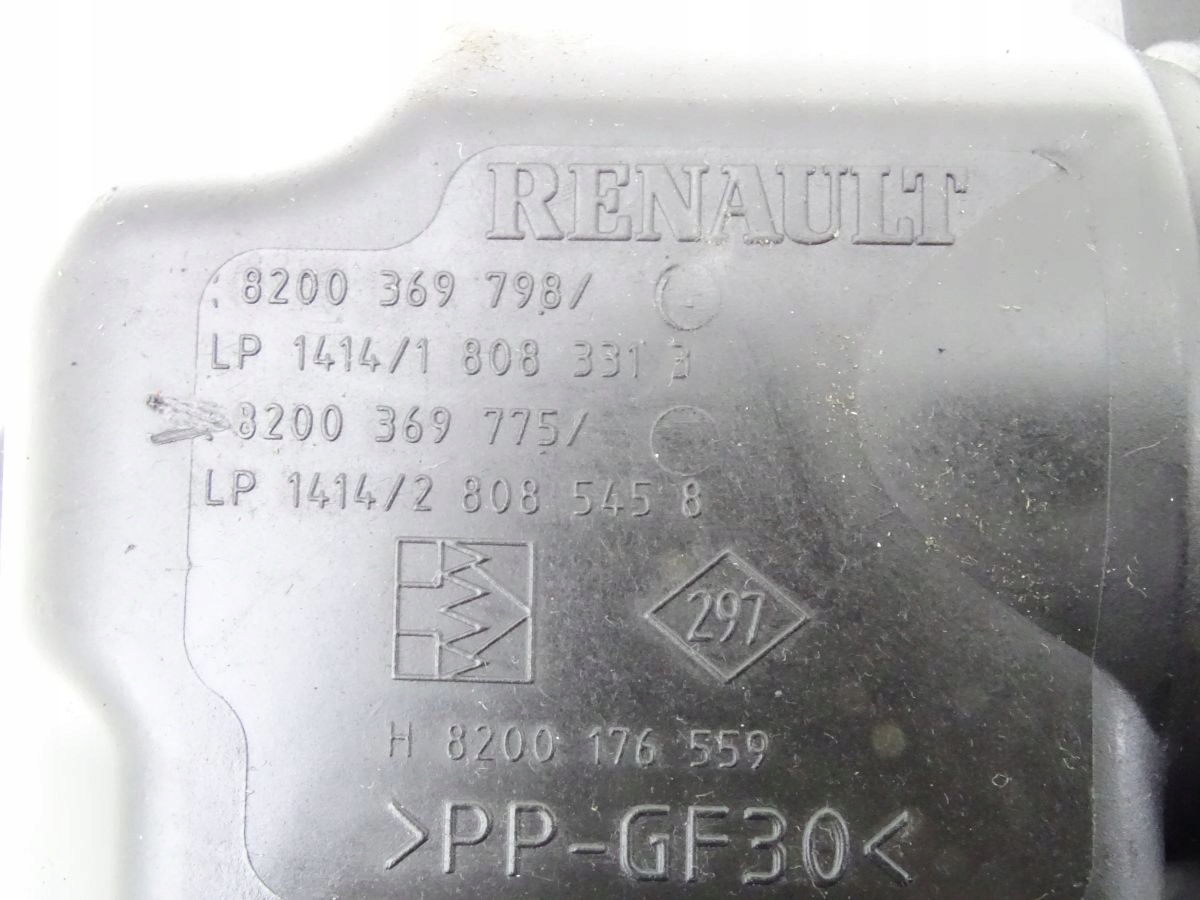 RENAULT
8200 369 798/
LP 1414/1 808 331 3
8200 369 775/
LP 1414/2 808 545 8
297
H 8200 176 559
>PP-GF30<